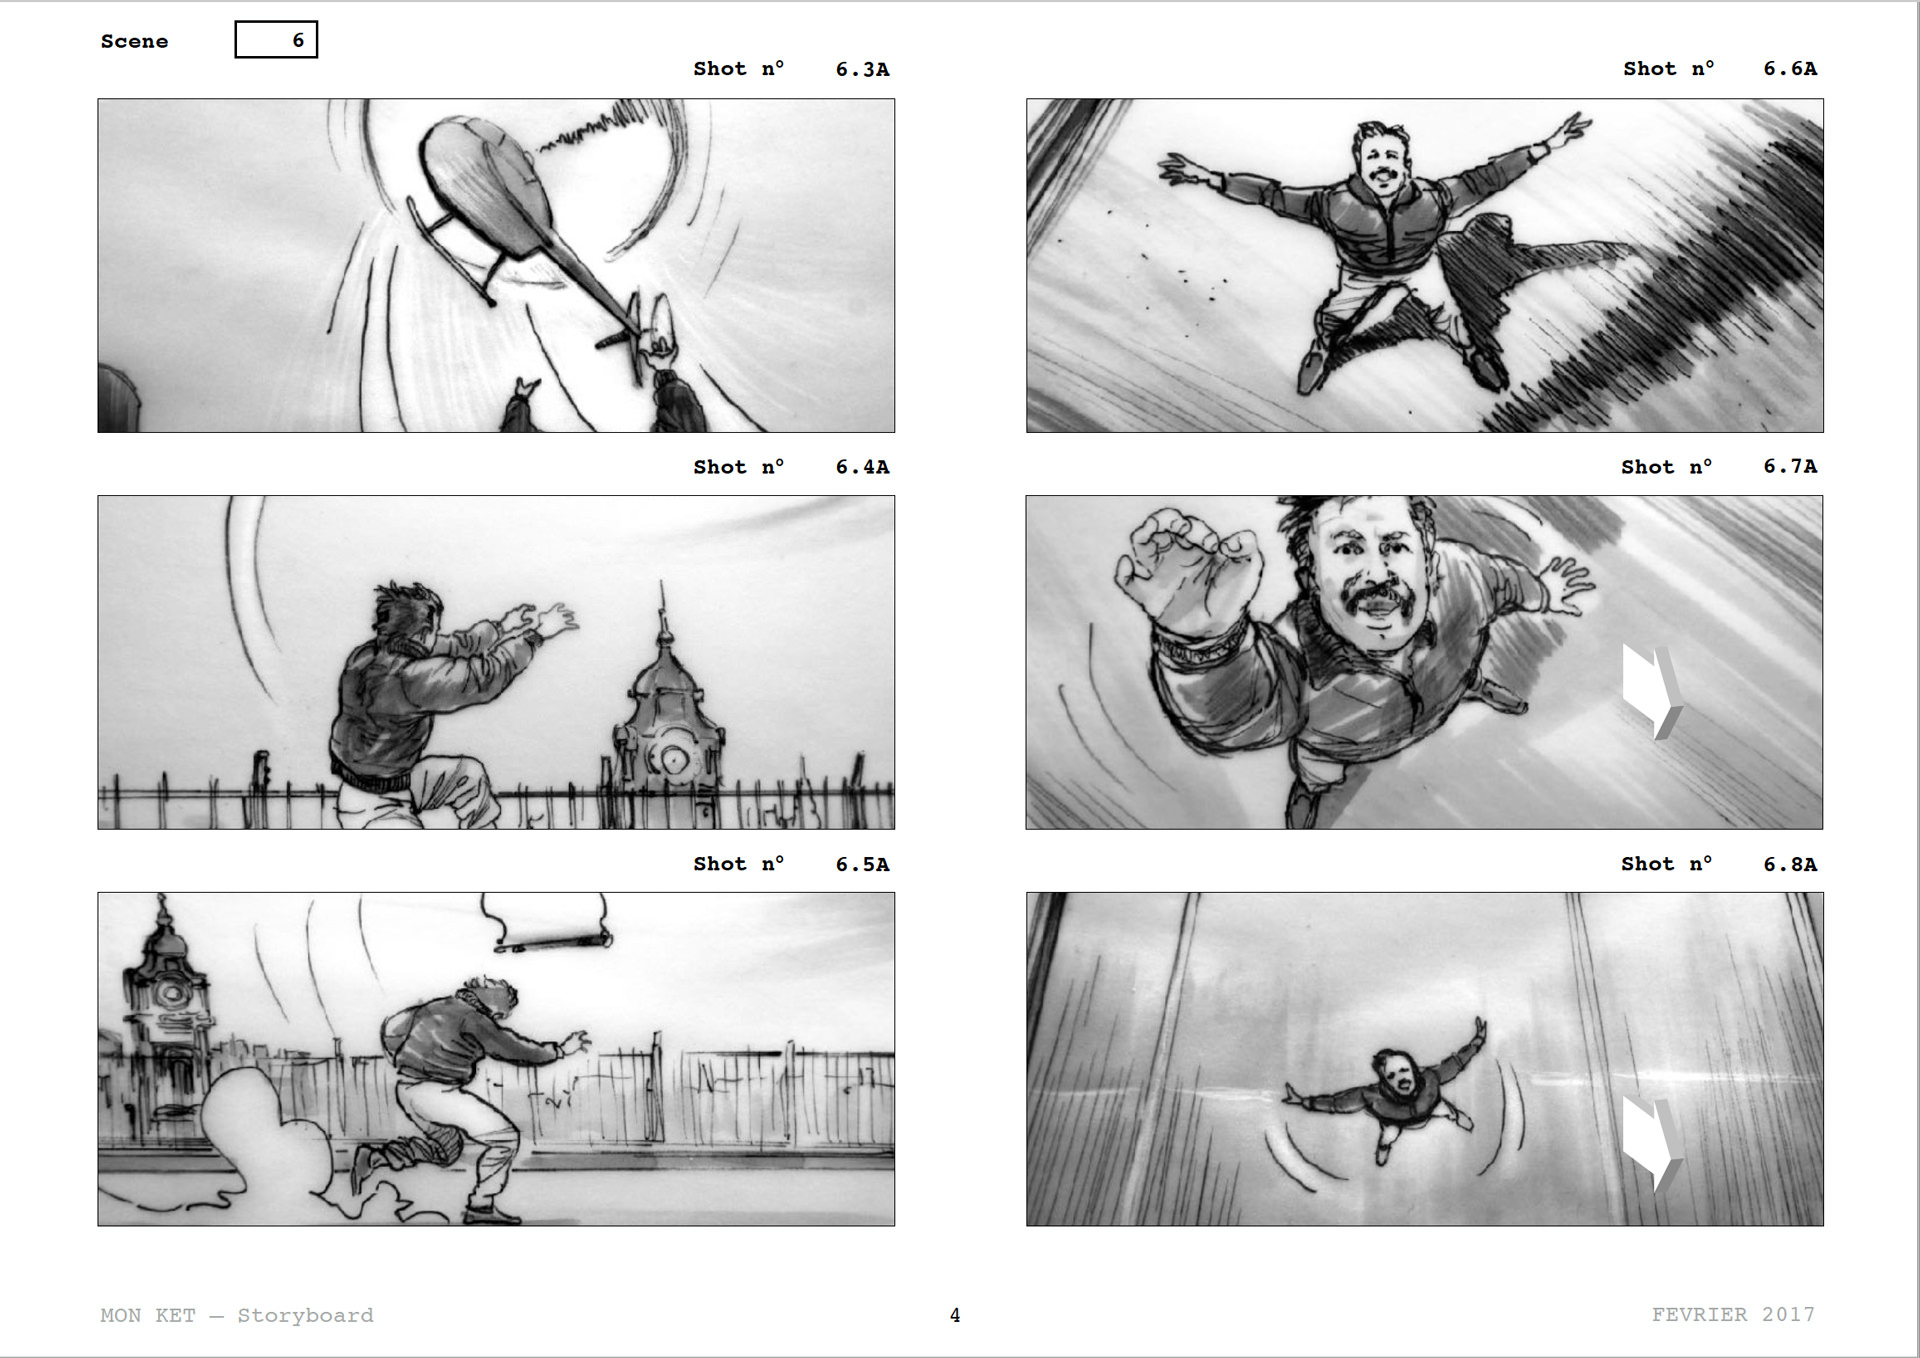 Scene 6
Shot n° 6.3A
Shot n° 6.4A
Shot n° 6.5A
Shot n° 6.6A
Shot n° 6.7A
Shot n° 6.8A
MON KET — Storyboard
4
FEVRIER 2017